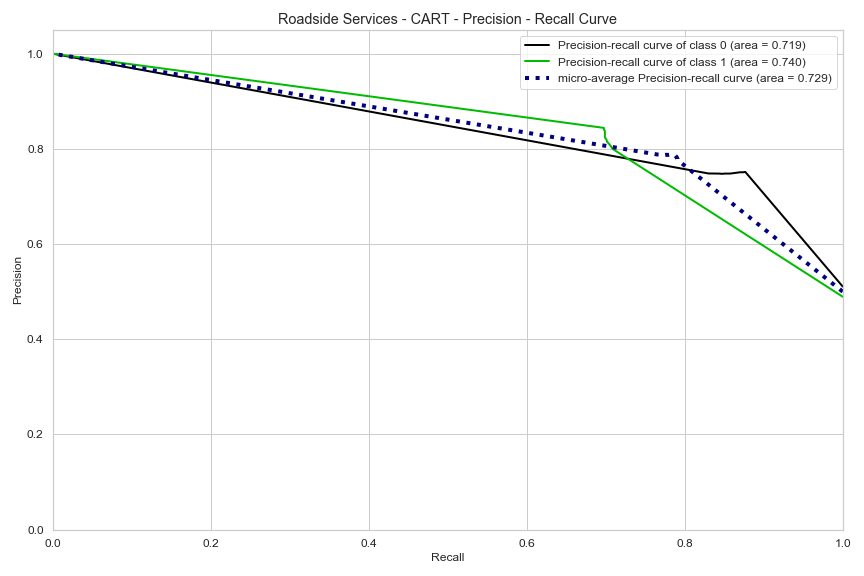 Roadside Services - CART - Precision - Recall Curve
Precision-recall curve of class 0 (area = 0.719)
Precision-recall curve of class 1 (area = 0.740)
micro-average Precision-recall curve (area = 0.729)
1.0
0.8
0.6
0.4
0.2
0.0
Precision
0.0 0.2 0.4 0.6 0.8 1.0
Recall